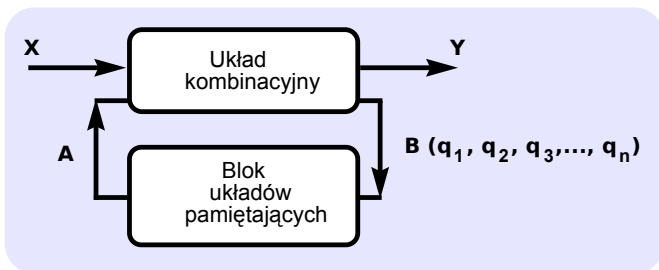 X
Układ
kombinacyjny
Y
A
B (q1, q2, q3,..., qn)
Blok
układów
pamiętających